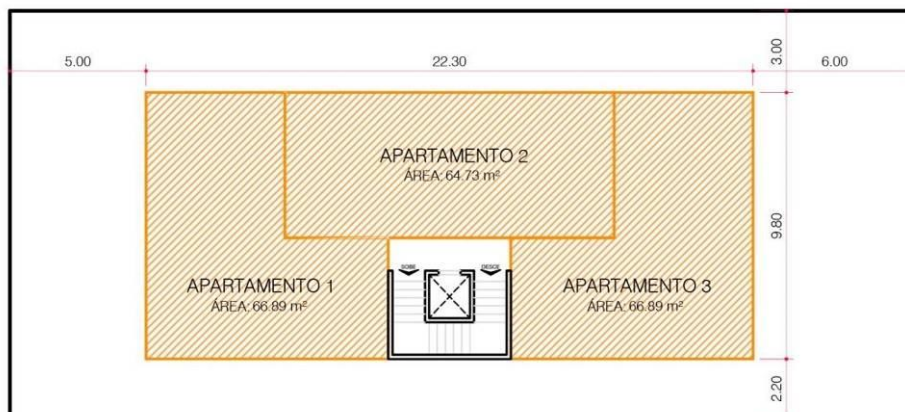 5.00
22.30
3.00
6.00
APARTAMENTO 2
ÁREA: 64.73 m²
9.80
SOBE
DESCE
APARTAMENTO 1
ÁREA: 66.89 m²
APARTAMENTO 3
ÁREA: 66.89 m²
2.20